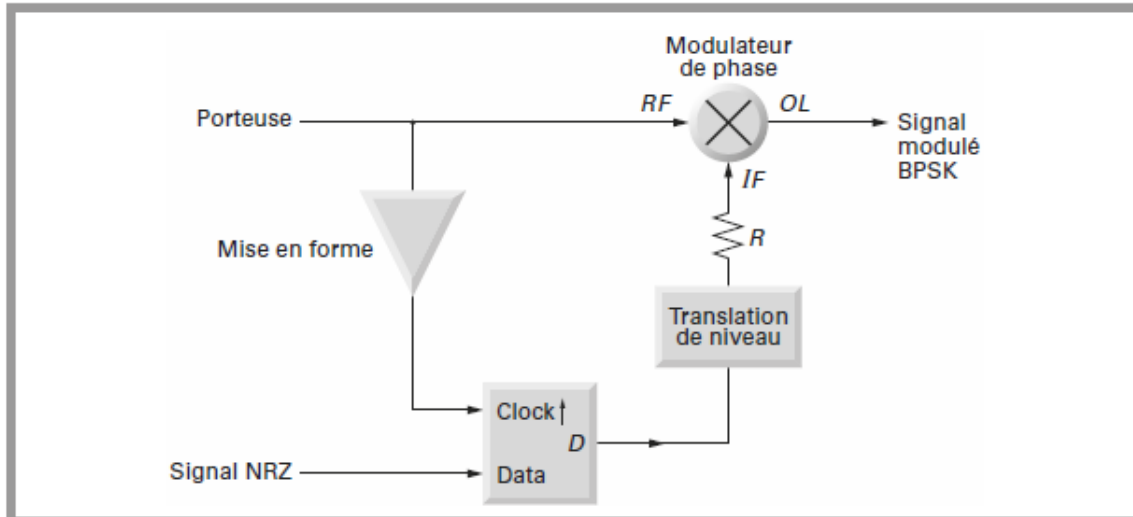 Modulateur
de phase
Porteuse
RF
OL
Signal
modulé
BPSK
IF
Mise en forme
R
Translation
de niveau
Clock↑
D
Signal NRZ
Data